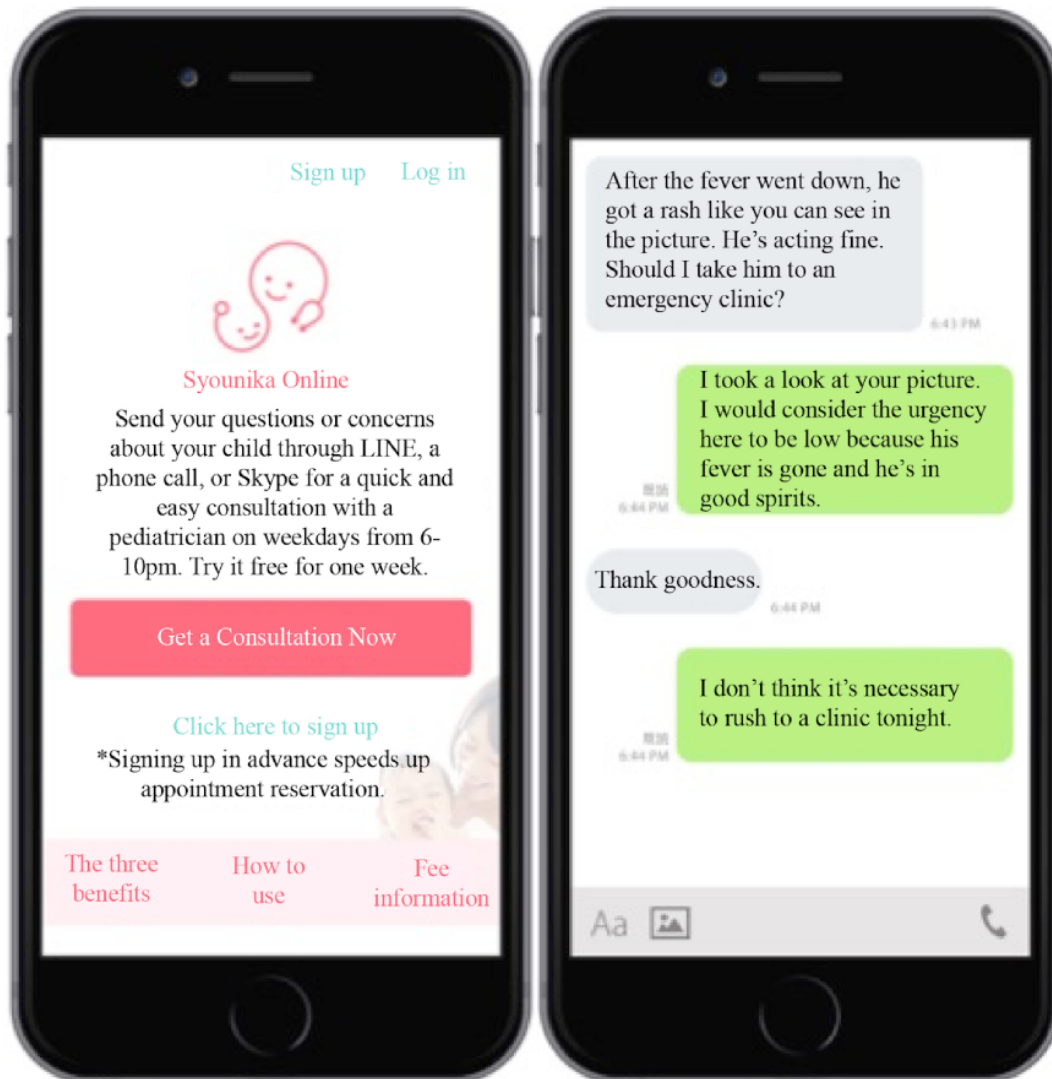 Sign up Log in
Syounika Online
Send your questions or concerns
about your child through LINE, a
phone call, or Skype for a quick and
easy consultation with a
pediatrician on weekdays from 6-
10pm. Try it free for one week.
Get a Consultation Now
Click here to sign up
*Signing up in advance speeds up
appointment reservation.
The three
benefits
How to
use
Fee
information
After the fever went down, he
got a rash like you can see in
the picture. He’s acting fine.
Should I take him to an
emergency clinic?
6:43 PM
I took a look at your picture.
I would consider the urgency
here to be low because his
fever is gone and he’s in
good spirits.
既読
6:44 PM
Thank goodness.
6:44 PM
I don’t think it’s necessary
to rush to a clinic tonight.
既読
6:44 PM
Aa